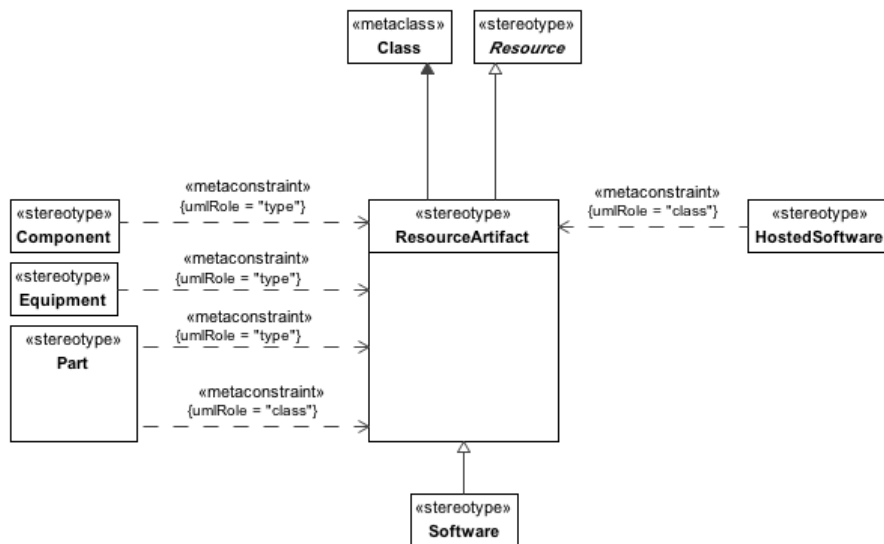 «metaclass»
Class
«stereotype»
Resource
«metaconstraint»
{umlRole = "type"}
«metaconstraint»
{umlRole = "class"}
«stereotype»
Component
«stereotype»
ResourceArtifact
«stereotype»
HostedSoftware
«metaconstraint»
{umlRole = "type"}
«stereotype»
Equipment
«metaconstraint»
{umlRole = "type"}
«stereotype»
Part
«metaconstraint»
{umlRole = "class"}
«stereotype»
Software